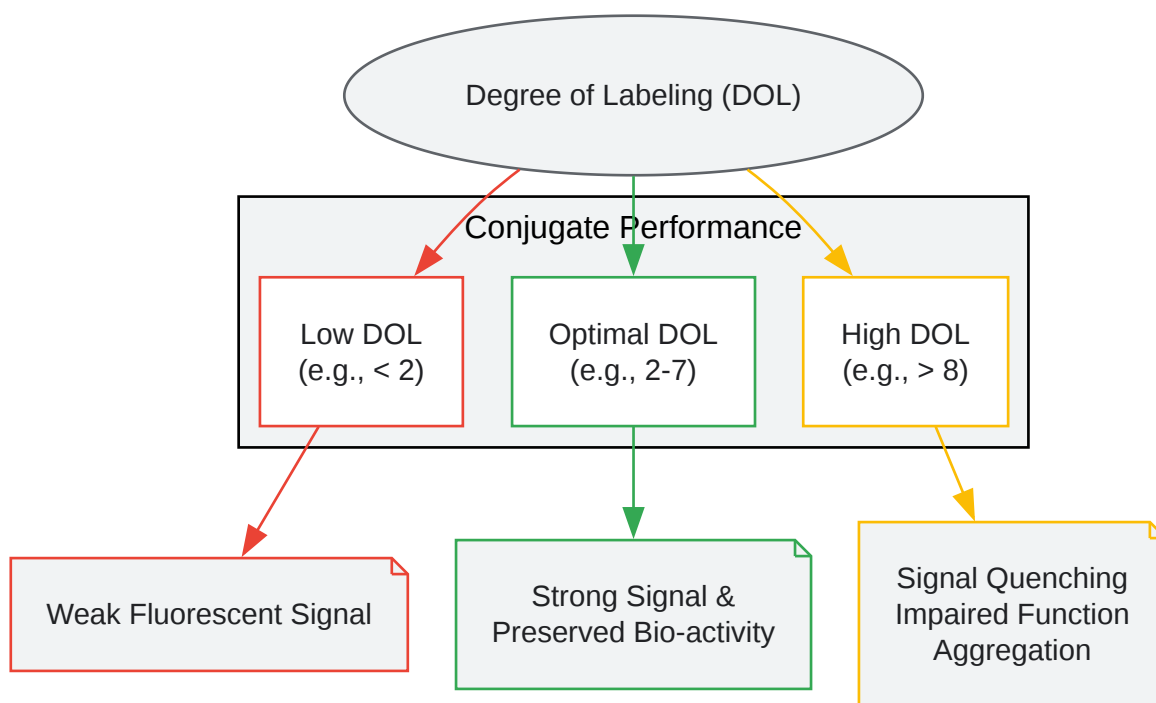 Degree of Labeling (DOL)
Conjugate Performance
Low DOL
(e.g., < 2)
Optimal DOL
(e.g., 2-7)
High DOL
(e.g., > 8)
Weak Fluorescent Signal
Strong Signal &
Preserved Bio-activity
Signal Quenching
Impaired Function
Aggregation